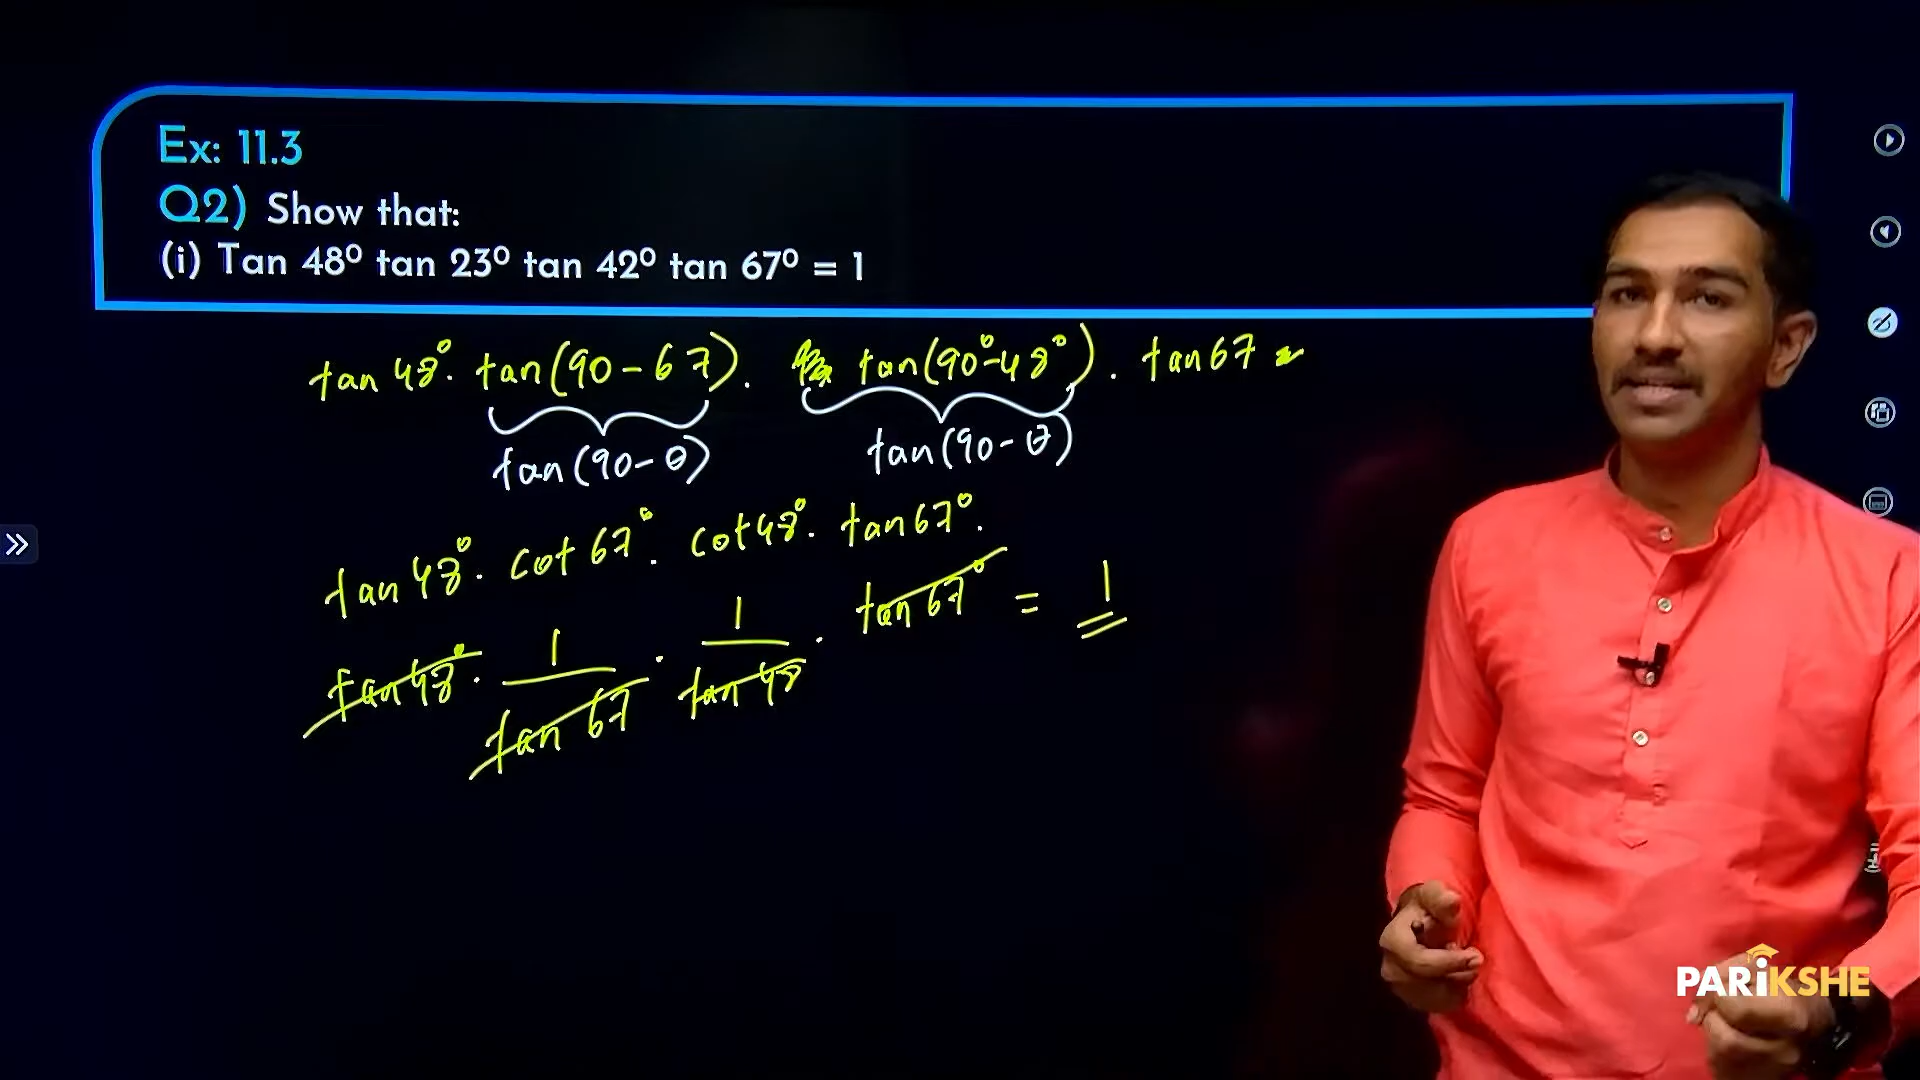 Ex: 11.3
Q2) Show that:
(i) Tan 48° tan 23° tan 42° tan 67° = 1
tan 48°. tan(90-67). tan(90°-48°). tan67
tan(90-θ) tan(90-θ)
tan 48°. cot 67°. cot 48°. tan 67°.
tan 48°. 1/tan 67 . 1/tan 48 . tan 67° = 1
PARiKSHE